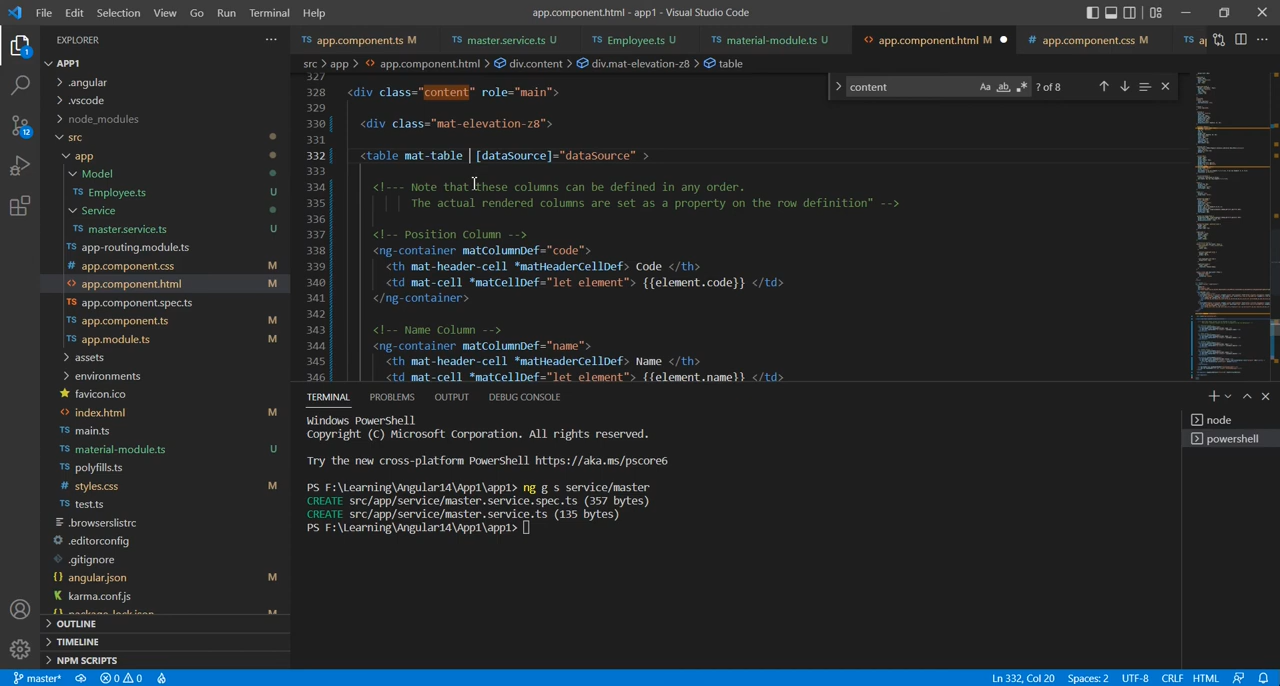 File Edit Selection View Go Run Terminal Help
app.component.html - app1 - Visual Studio Code
EXPLORER
APP1
.angular
.vscode
node_modules
src
app
Model
TS Employee.ts U
Service
TS master.service.ts U
TS app-routing.module.ts
# app.component.css M
<> app.component.html M
TS app.component.spec.ts
TS app.component.ts M
TS app.module.ts M
assets
environments
favicon.ico
<> index.html M
TS main.ts
TS material-module.ts U
TS polyfills.ts
# styles.css M
TS test.ts
.browserslistrc
.editorconfig
.gitignore
{} angular.json M
karma.conf.js
{} package-lock.json M
OUTLINE
TIMELINE
NPM SCRIPTS
1
12
TS app.component.ts M
TS master.service.ts U
TS Employee.ts U
TS material-module.ts U
<> app.component.html M
# app.component.css M
TS
src > app > <> app.component.html > div.content > div.mat-elevation-z8 > table
content
Aa ab .*
? of 8
327
328 <div class="content" role="main">
329
330 <div class="mat-elevation-z8">
331
332 <table mat-table [dataSource]="dataSource" >
333
334 <!--- Note that these columns can be defined in any order.
335 The actual rendered columns are set as a property on the row definition" -->
336
337 <!-- Position Column -->
338 <ng-container matColumnDef="code">
339 <th mat-header-cell *matHeaderCellDef> Code </th>
340 <td mat-cell *matCellDef="let element"> {{element.code}} </td>
341 </ng-container>
342
343 <!-- Name Column -->
344 <ng-container matColumnDef="name">
345 <th mat-header-cell *matHeaderCellDef> Name </th>
346 <td mat-cell *matCellDef="let element"> {{element.name}} </td>
TERMINAL PROBLEMS OUTPUT DEBUG CONSOLE
Windows PowerShell
Copyright (C) Microsoft Corporation. All rights reserved.
Try the new cross-platform PowerShell https://aka.ms/pscore6
PS F:\Learning\Angular14\App1\app1> ng g s service/master
CREATE src/app/service/master.service.spec.ts (357 bytes)
CREATE src/app/service/master.service.ts (135 bytes)
PS F:\Learning\Angular14\App1\app1>
node
powershell
master* 0 0 Ln 332, Col 20 Spaces: 2 UTF-8 CRLF HTML